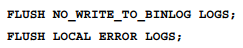 FLUSH NO_WRITE_TO_BINLOG LOGS;
FLUSH LOCAL ERROR LOGS;